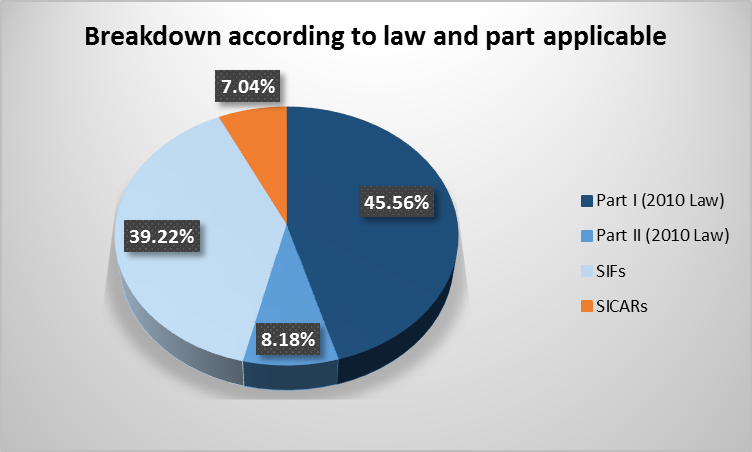 Breakdown according to law and part applicable
7.04%
45.56%
39.22%
8.18%
Part I (2010 Law)
Part II (2010 Law)
SIFs
SICARs